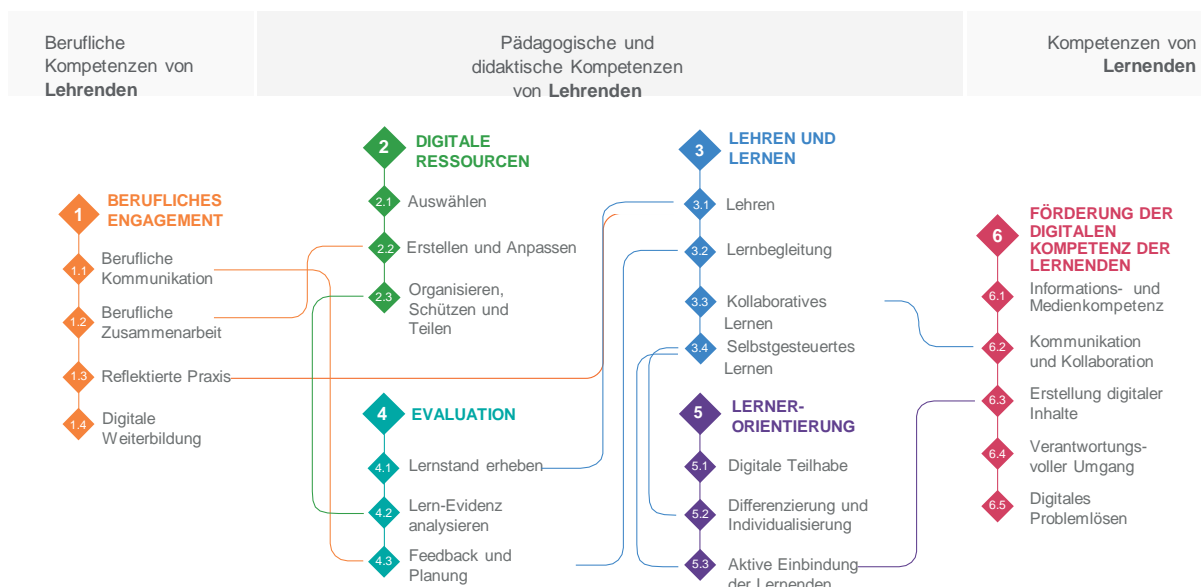 Berufliche
Kompetenzen von
Lehrenden
Pädagogische und
didaktische Kompetenzen
von Lehrenden
Kompetenzen von
Lernenden
1
BERUFLICHES
ENGAGEMENT
1.1
Berufliche
Kommunikation
1.2
Berufliche
Zusammenarbeit
1.3
Reflektierte Praxis
1.4
Digitale
Weiterbildung
2
DIGITALE
RESSOURCEN
2.1
Auswählen
2.2
Erstellen und Anpassen
2.3
Organisieren,
Schützen und
Teilen
4
EVALUATION
4.1
Lernstand erheben
4.2
Lern-Evidenz
analysieren
4.3
Feedback und
Planung
3
LEHREN UND
LERNEN
3.1
Lehren
3.2
Lernbegleitung
3.3
Kollaboratives
Lernen
3.4
Selbstgesteuertes
Lernen
5
LERNER-
ORIENTIERUNG
5.1
Digitale Teilhabe
5.2
Differenzierung und
Individualisierung
5.3
Aktive Einbindung
der Lernenden
6
FÖRDERUNG DER
DIGITALEN
KOMPETENZ DER
LERNENDEN
6.1
Informations- und
Medienkompetenz
6.2
Kommunikation
und Kollaboration
6.3
Erstellung digitaler
Inhalte
6.4
Verantwortungs-
voller Umgang
6.5
Digitales
Problemlösen